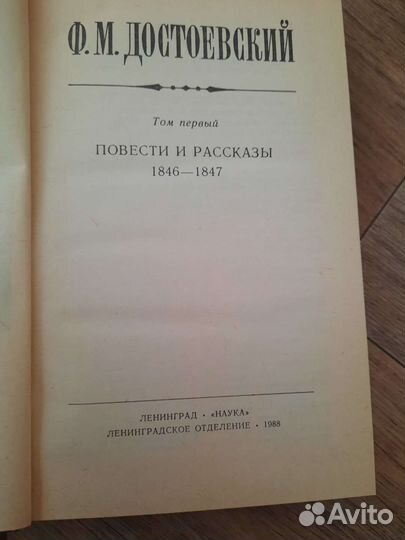 Ф.М.ДОСТОЕВСКИЙ
Том первый
ПОВЕСТИ И РАССКАЗЫ
1846—1847
ЛЕНИНГРАД · «НАУКА»
ЛЕНИНГРАДСКОЕ ОТДЕЛЕНИЕ · 1988
Avito